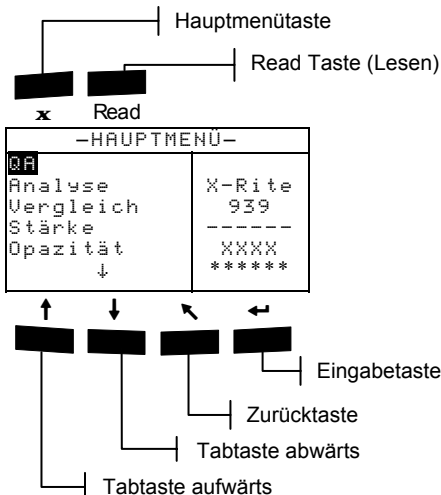 Hauptmenütaste
Read Taste (Lesen)
x Read
–HAUPTMENÜ–
QA
Analyse X-Rite
Vergleich 939
Stärke ------
Opazität XXXX
↓ ******
↑ ↓ ↖ ↵
Eingabetaste
Zurücktaste
Tabtaste abwärts
Tabtaste aufwärts